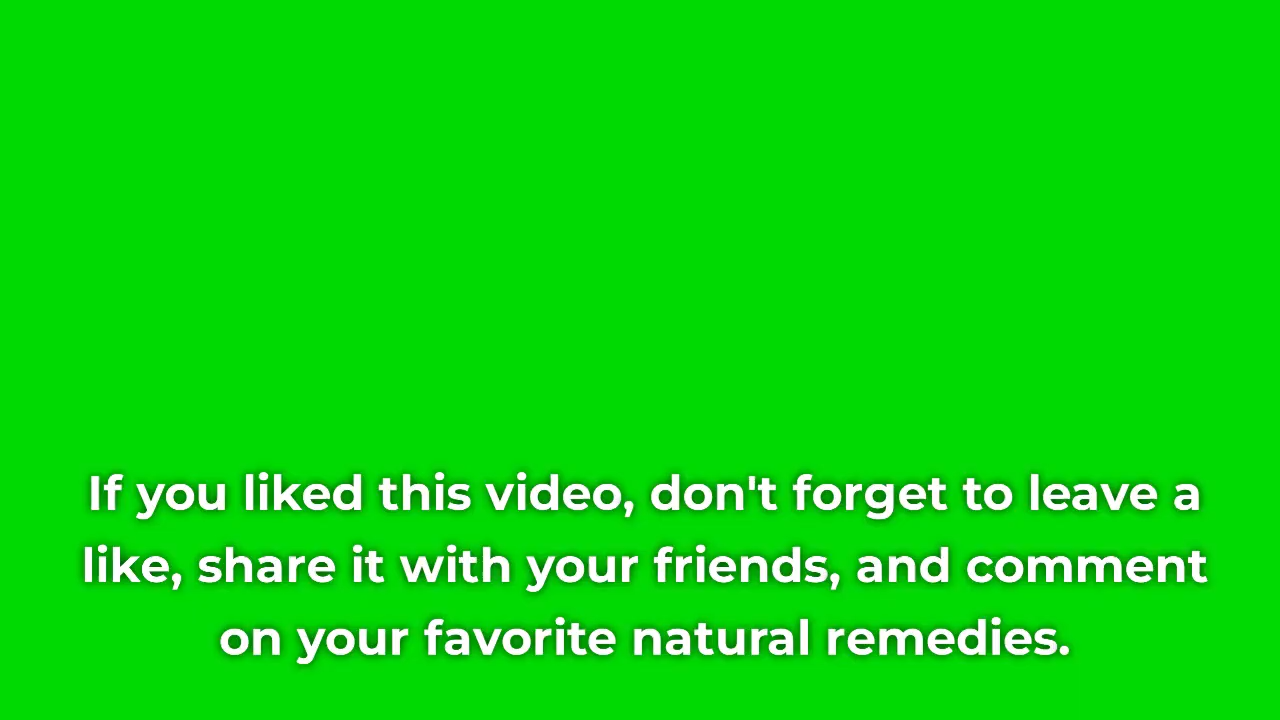 If you liked this video, don't forget to leave a
like, share it with your friends, and comment
on your favorite natural remedies.